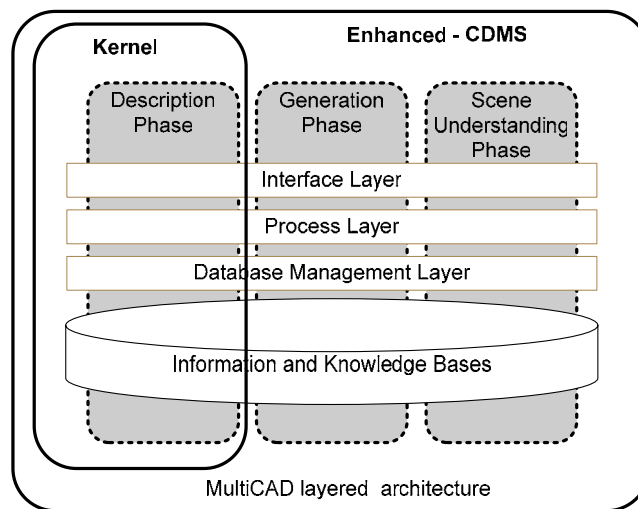 Kernel
Enhanced - CDMS
Description
Phase
Generation
Phase
Scene
Understanding
Phase
Interface Layer
Process Layer
Database Management Layer
Information and Knowledge Bases
MultiCAD layered architecture